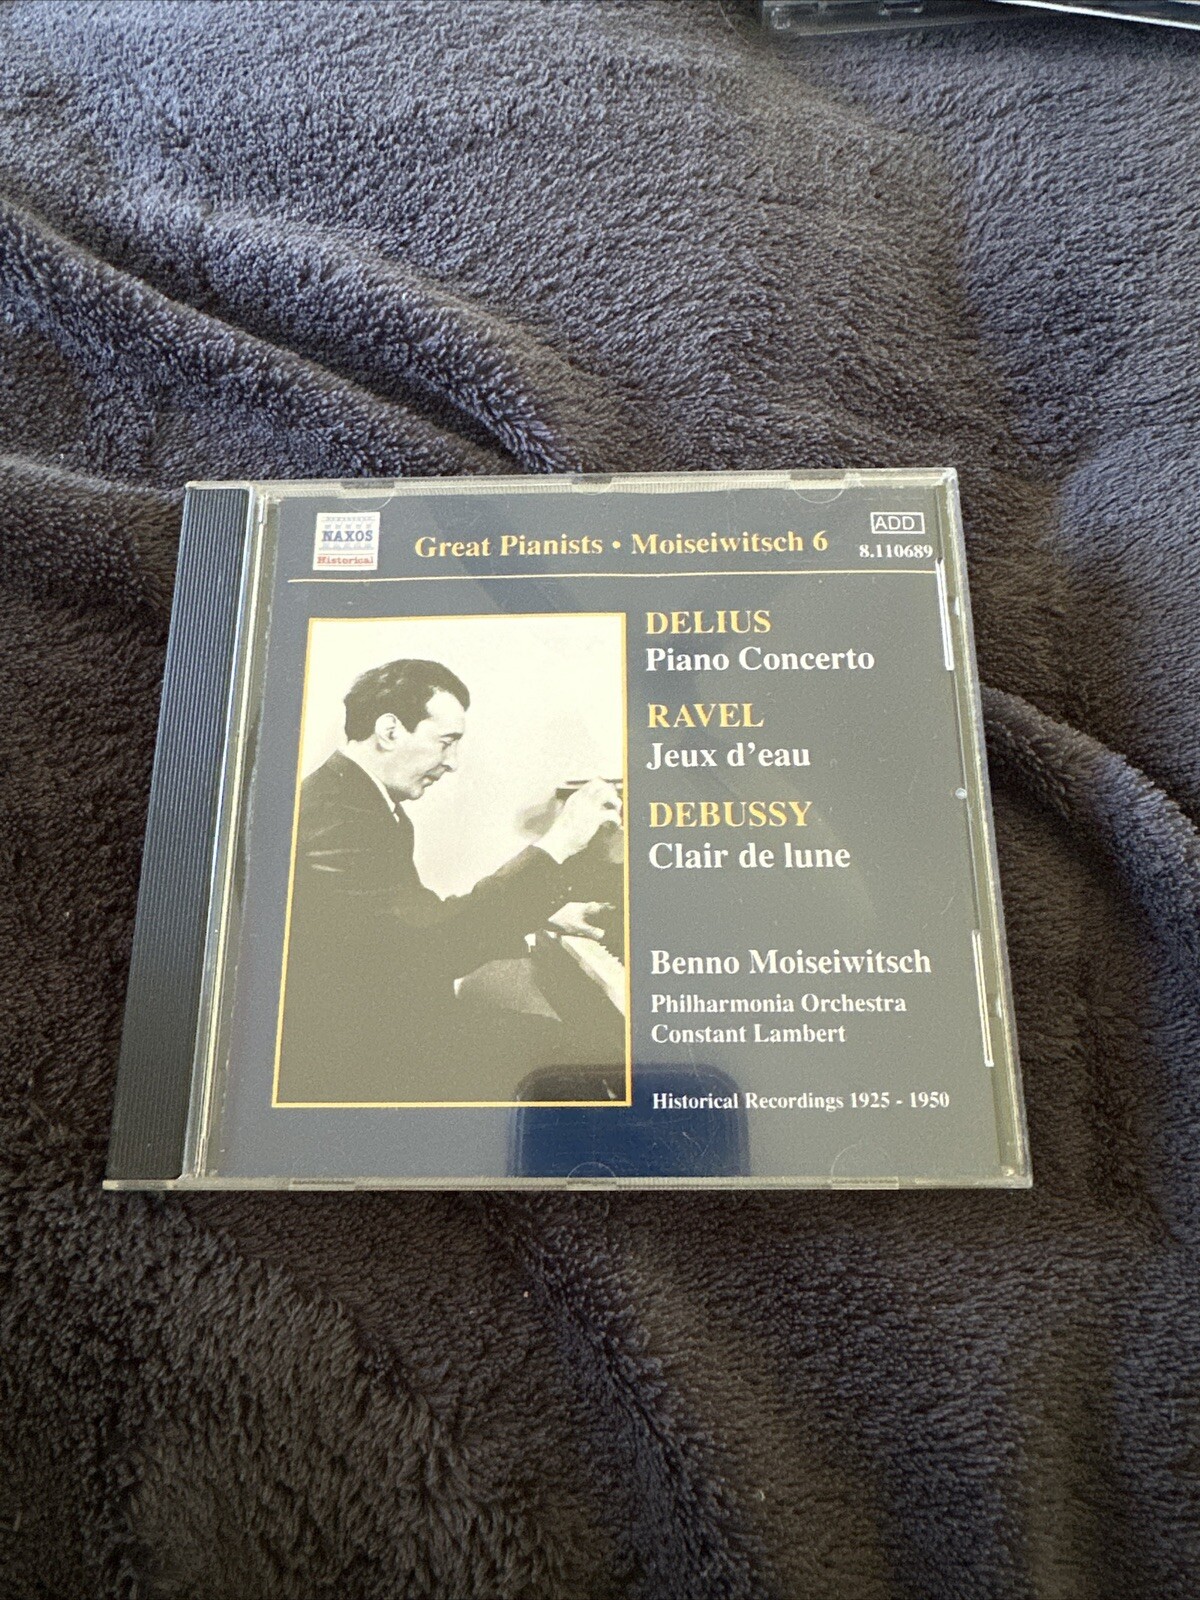 NAXOS
Historical
Great Pianists • Moiseiwitsch 6
ADD
8.110689
DELIUS
Piano Concerto
RAVEL
Jeux d'eau
DEBUSSY
Clair de lune
Benno Moiseiwitsch
Philharmonia Orchestra
Constant Lambert
Historical Recordings 1925 - 1950